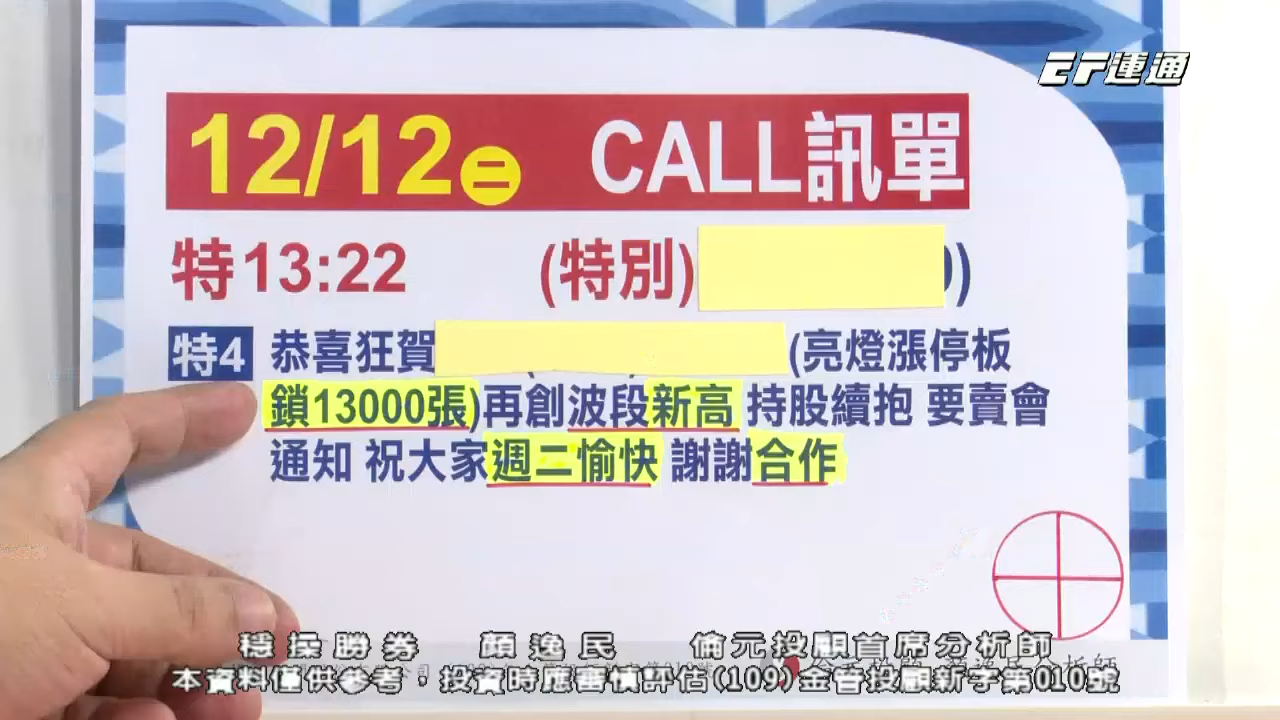 EF運通
12/12㊁ CALL訊單
特13:22 (特別) )
特4 恭喜狂賀 (亮燈漲停板
鎖13000張)再創波段新高 持股續抱 要賣會
通知 祝大家週二愉快 謝謝合作
穩操勝券 顏逸民 倫元投顧首席分析師
本資料僅供參考，投資時應審慎評估(109)金管投顧新字第010號